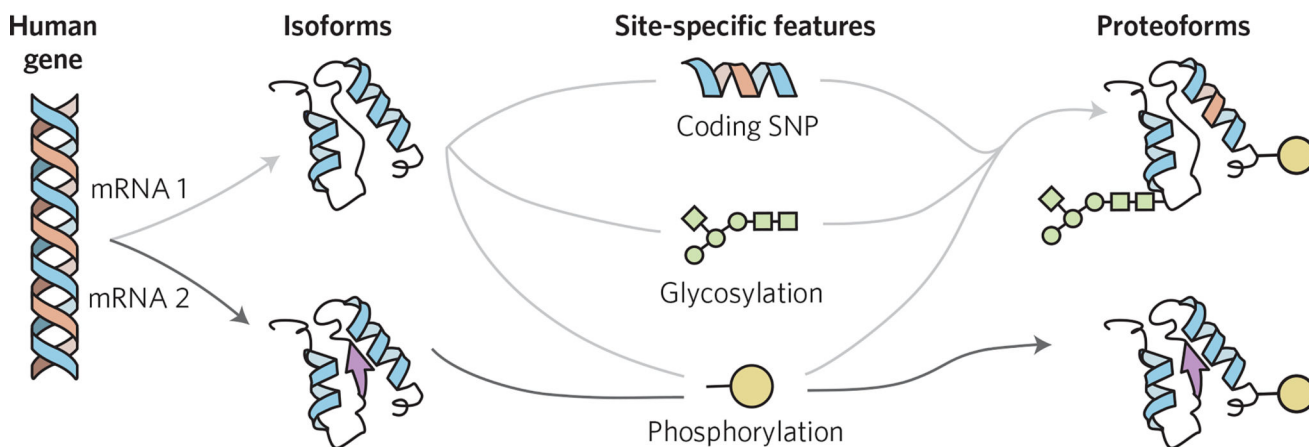 Human
gene
Isoforms
Site-specific features
Proteoforms
mRNA 1
mRNA 2
Coding SNP
Glycosylation
Phosphorylation